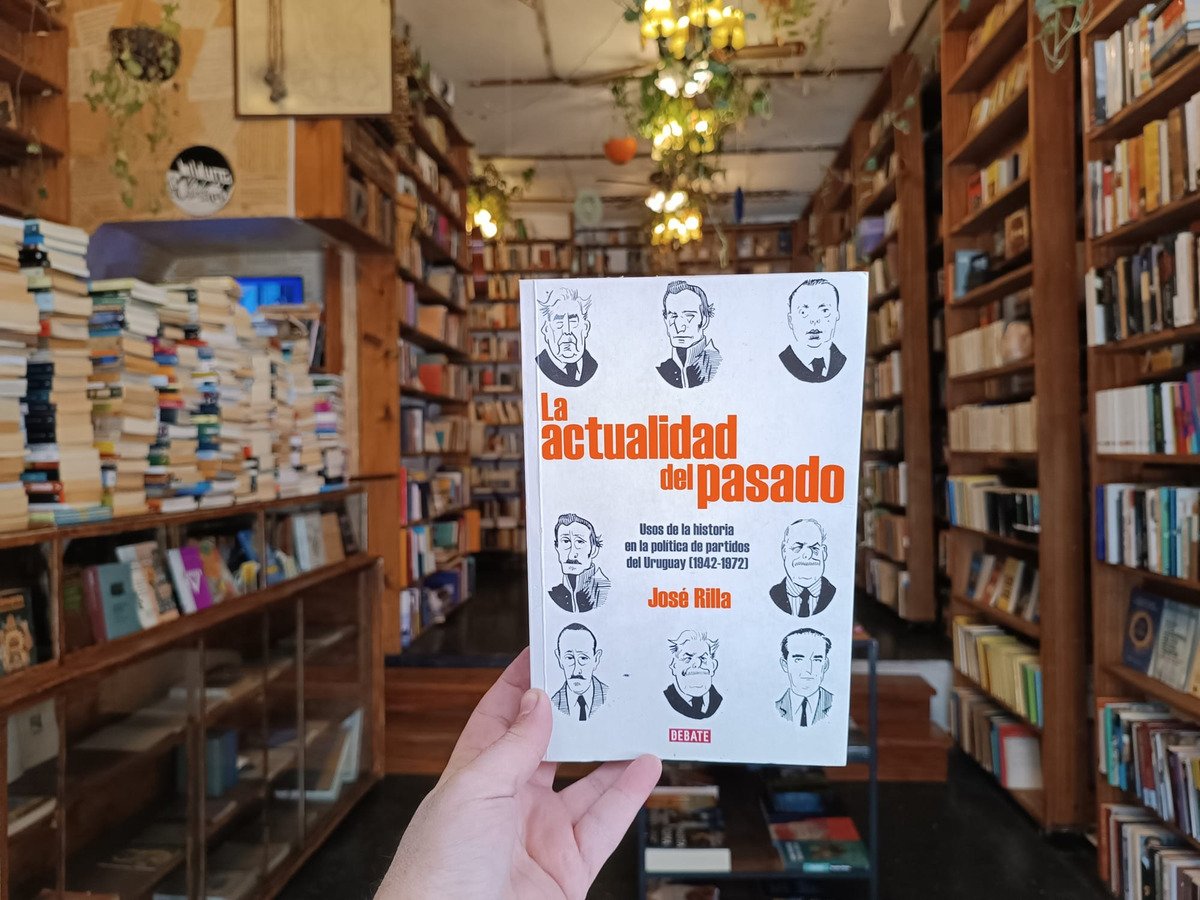 La
actualidad
del pasado
Usos de la historia
en la política de partidos
del Uruguay (1942-1972)
José Rilla
DEBATE